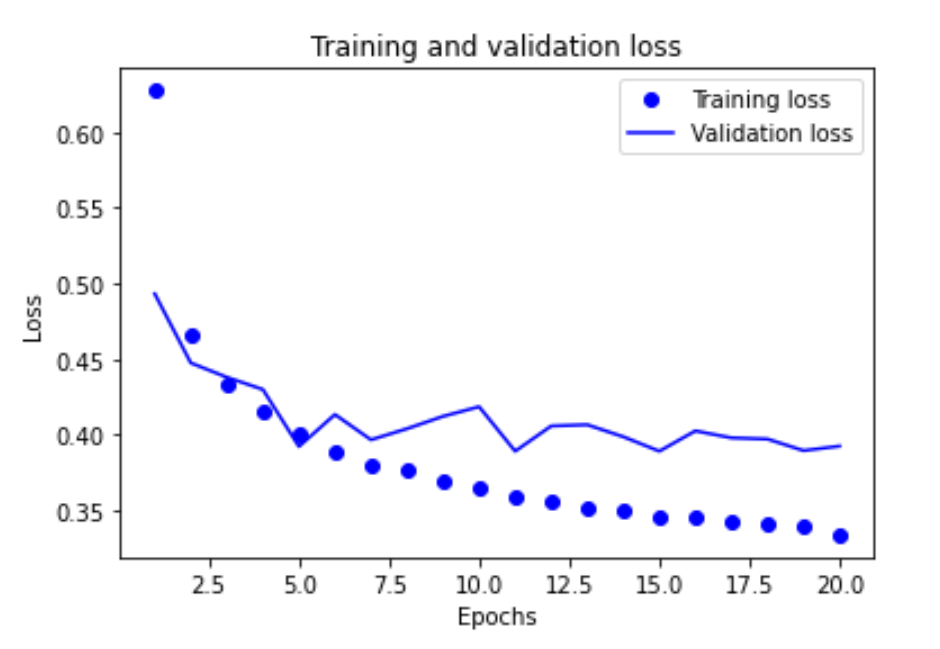 Training and validation loss
Training loss
Validation loss
0.60
0.55
0.50
0.45
0.40
0.35
Loss
2.5 5.0 7.5 10.0 12.5 15.0 17.5 20.0
Epochs